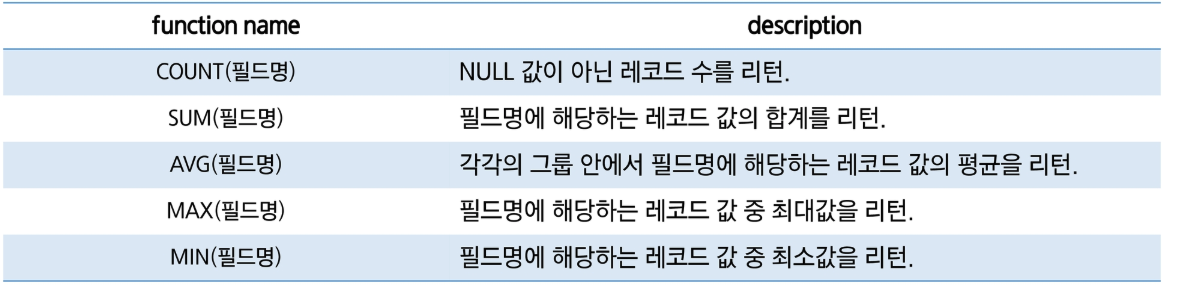 function name description
COUNT(필드명) NULL 값이 아닌 레코드 수를 리턴.
SUM(필드명) 필드명에 해당하는 레코드 값의 합계를 리턴.
AVG(필드명) 각각의 그룹 안에서 필드명에 해당하는 레코드 값의 평균을 리턴.
MAX(필드명) 필드명에 해당하는 레코드 값 중 최대값을 리턴.
MIN(필드명) 필드명에 해당하는 레코드 값 중 최소값을 리턴.